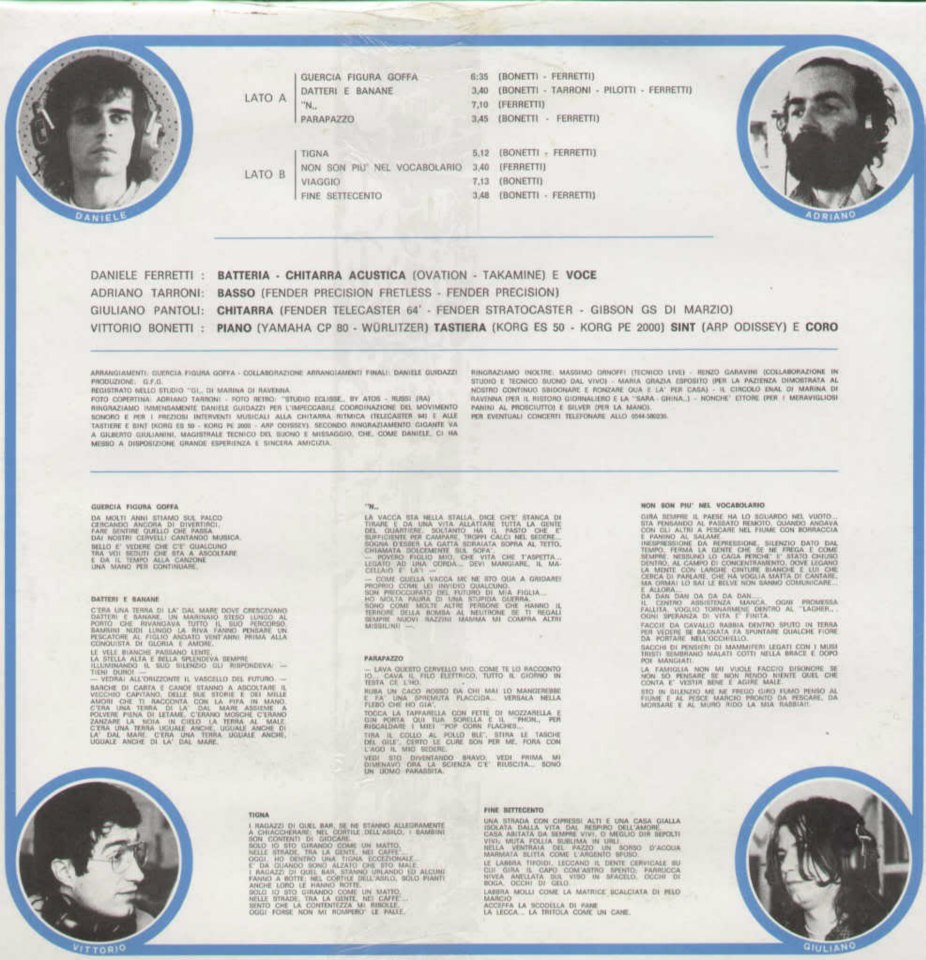 LATO A
GUERCIA FIGURA GOFFA 6:35 (BONETTI - FERRETTI)
DATTERI E BANANE 3,40 (BONETTI - TARRONI - PILOTTI - FERRETTI)
"N,, 7,10 (FERRETTI)
PARAPAZZO 3,45 (BONETTI - FERRETTI)
LATO B
TIGNA 5,12 (BONETTI - FERRETTI)
NON SON PIU' NEL VOCABOLARIO 3,40 (FERRETTI)
VIAGGIO 7,13 (BONETTI)
FINE SETTECENTO 3,48 (BONETTI - FERRETTI)
DANIELE
ADRIANO
DANIELE FERRETTI : BATTERIA - CHITARRA ACUSTICA (OVATION - TAKAMINE) E VOCE
ADRIANO TARRONI: BASSO (FENDER PRECISION FRETLESS - FENDER PRECISION)
GIULIANO PANTOLI: CHITARRA (FENDER TELECASTER 64' - FENDER STRATOCASTER - GIBSON GS DI MARZIO)
VITTORIO BONETTI : PIANO (YAMAHA CP 80 - WÜRLITZER) TASTIERA (KORG ES 50 - KORG PE 2000) SINT (ARP ODISSEY) E CORO
ARRANGIAMENTI: GUERCIA FIGURA GOFFA - COLLABORAZIONE ARRANGIAMENTI FINALI: DANIELE GUIDAZZI
PRODUZIONE: G.F.G.
REGISTRATO NELLO STUDIO "G!,, DI MARINA DI RAVENNA.
FOTO COPERTINA: ADRIANO TARRONI - FOTO RETRO: "STUDIO ECLISSE,, BY ATOS - RUSSI (RA)
RINGRAZIAMO IMMENSAMENTE DANIELE GUIDAZZI PER L'IMPECCABILE COORDINAZIONE DEL MOVIMENTO
SONORO E PER I PREZIOSI INTERVENTI MUSICALI ALLA CHITARRA RITMICA (TELECASTER 64) E ALLE
TASTIERE E SINT (KORG ES 50 - KORG PE 2000 - ARP ODISSEY). SECONDO RINGRAZIAMENTO GIGANTE VA
A GILBERTO GIULIANINI, MAGISTRALE TECNICO DEL SUONO E MISSAGGIO, CHE, COME DANIELE, CI HA
MESSO A DISPOSIZIONE GRANDE ESPERIENZA E SINCERA AMICIZIA.
RINGRAZIAMO INOLTRE: MASSIMO ORNOFFI (TECNICO LIVE) - RENZO GARAVINI (COLLABORAZIONE IN
STUDIO E TECNICO SUONO DAL VIVO) - MARIA GRAZIA ESPOSITO (PER LA PAZIENZA DIMOSTRATA AL
NOSTRO CONTINUO SBIDONARE E RONZARE QUA E LA' PER CASA) - IL CIRCOLO ENAL DI MARINA DI
RAVENNA (PER IL RISTORO GIORNALIERO E LA "SARA - GHINA,,) - NONCHE' ETTORE (PER I MERAVIGLIOSI
PANINI AL PROSCIUTTO) E SILVER (PER LA MANO).
PER EVENTUALI CONCERTI TELEFONARE ALLO
GUERCIA FIGURA GOFFA
DA MOLTI ANNI STIAMO SUL PALCO
CERCANDO ANCORA DI DIVERTIRCI,
FARE SENTIRE QUELLO CHE PASSA
DAI NOSTRI CERVELLI CANTANDO MUSICA.
BELLO E' VEDERE CHE C'E' QUALCUNO
TRA VOI SEDUTI CHE STA A ASCOLTARE
E DA IL TEMPO ALLA CANZONE
UNA MANO PER CONTINUARE.
DATTERI E BANANE
C'ERA UNA TERRA DI LA' DAL MARE DOVE CRESCEVANO
DATTERI E BANANE. UN MARINAIO STESO LUNGO AL
PORTO CHE RIVANGAVA TUTTO IL SUO PERCORSO.
BAMBINI NUDI LUNGO LA RIVA FANNO PENSARE UN
PESCATORE AL FIGLIO ANDATO VENT'ANNI PRIMA ALLA
CONQUISTA DI GLORIA E AMORE.
LE VELE BIANCHE PASSANO LENTE,
LA STELLA ALTA E BELLA SPLENDEVA SEMPRE
ILLUMINANDO IL SUO SILENZIO GLI RISPONDEVA: —
TIENI DURO! —
— VEDRAI ALL'ORIZZONTE IL VASCELLO DEL FUTURO. —
BARCHE DI CARTA E CANOE STANNO A ASCOLTARE IL
VECCHIO CAPITANO, DELLE SUE STORIE E DEI MILLE
AMORI CHE TI RACCONTA CON LA PIPA IN MANO.
C'ERA UNA TERRA DI LA' DAL MARE ASSIEME A
POLVERE PIENA DI LETAME, C'ERANO MOSCHE C'ERANO
ZANZARE LA NOIA IN CIELO LA TERRA AL MALE.
C'ERA UNA TERRA UGUALE ANCHE, UGUALE ANCHE DI
LA' DAL MARE. C'ERA UNA TERRA UGUALE ANCHE,
UGUALE ANCHE DI LA' DAL MARE.
"N,,
LA VACCA STA NELLA STALLA, DICE CH'E' STANCA DI
TIRARE E DA UNA VITA ALLATTARE TUTTA LA GENTE
DEL QUARTIERE, SOLTANTO HA IL PASTO CHE E'
SUFFICIENTE PER CAMPARE, TROPPI CALCI NEL SEDERE...
SOGNA D'ESSER LA GATTA SDRAIATA SOPRA AL TETTO,
CHIAMATA DOLCEMENTE SUL SOFA'.
— POVERO FIGLIO MIO, CHE VITA CHE T'ASPETTA...
LEGATO AD UNA CORDA... DEVI MANGIARE, IL MA-
CELLAIO E' LA'! —
— COME QUELLA VACCA ME NE STO QUA A GRIDARE!
PROPRIO COME LEI INVIDIO QUALCUNO,
SON PREOCCUPATO DEL FUTURO DI MIA FIGLIA...
HO MOLTA PAURA DI UNA STUPIDA GUERRA.
SONO COME MOLTE ALTRE PERSONE CHE HANNO IL
TERRORE DELLA BOMBA AL NEUTRONE SE TI REGALI
SEMPRE NUOVI RAZZINI MAMMA MI COMPRA ALTRI
MISSILINI! —.
PARAPAZZO
— LAVA QUESTO CERVELLO MIO, COME TE LO RACCONTO
IO... CAVA IL FILO ELETTRICO, TUTTO IL GIORNO IN
TESTA CE L'HO.
RUBA UN CACO ROSSO DA CHI MAI LO MANGEREBBE
E' UNA SPREMUTA FLACCIDA... VERSALA NELLA
FLEBO CHE HO GIA'.
TOCCA LA TAPPARELLA CON FETTE DI MOZZARELLA E
GIN PORTA QUI TUA SORELLA E IL "PHON,, PER
RISCALDARE I MIEI "POP CORN FLACHES...
TIRA IL COLLO AL POLLO BLE', STIRA LE TASCHE
DEL GILE', CERTO LE CURE SON PER ME, FORA CON
L'AGO IL MIO SEDERE.
VEDI STO DIVENTANDO BRAVO, VEDI PRIMA MI
DIMENAVO ORA LA SCIENZA C'E' RIUSCITA... SONO
UN UOMO PARASSITA.
NON SON PIU' NEL VOCABOLARIO
GIRA SEMPRE IL PAESE HA LO SGUARDO NEL VUOTO...
STA PENSANDO AL PASSATO REMOTO, QUANDO ANDAVA
CON GLI ALTRI A PESCARE NEL FIUME CON BORRACCIA
E PANINO AL SALAME.
INESPRESSIONE DA REPRESSIONE, SILENZIO DATO DAL
TEMPO, FERMA LA GENTE CHE SE NE FREGA E COME
SEMPRE, NESSUNO LO CAGA PERCHE' E' STATO CHIUSO
DENTRO, AL CAMPO DI CONCENTRAMENTO, DOVE LEGANO
LA MENTE CON LARGHE CINTURE BIANCHE E LUI CHE
CERCA DI PARLARE, CHE HA VOGLIA MATTA DI CANTARE,
MA ORMAI LO SAI LE BELVE NON SANNO COMUNICARE...
E ALLORA...
DA DAN DAN DA DA DA DAN...
IL CENTRO ASSISTENZA MANCA, OGNI PROMESSA
FALLITA, VOGLIO TORNARMENE DENTRO AL "LAGHER,,...
OGNI SPERANZA DI VITA E' FINITA.
FACCIE DA CAVALLO RABBIA DENTRO SPUTO IN TERRA
PER VEDERE SE BAGNATA FA SPUNTARE QUALCHE FIORE
DA PORTARE NELL'OCCHIELLO.
SACCHI DI PENSIERI DI MAMMIFERI LEGATI CON I MUSI
TRISTI SEMBRANO MALATI COTTI NELLA BRACE E DOPO
POI MANGIATI.
LA FAMIGLIA NON MI VUOLE FACCIO DISONORE SE
NON SO PENSARE SE NON RENDO NIENTE QUEL CHE
CONTA E' VESTIR BENE E AGIRE MALE.
STO IN SILENZIO ME NE FREGO GIRO FUMO PENSO AL
FIUME E AL PESCE MARCIO PRONTO DA PESCARE, DA
MORSARE E AL MURO RIDO LA MIA RABBIA!!.
TIGNA
I RAGAZZI DI QUEL BAR, SE NE STANNO ALLEGRAMENTE
A CHIACCHERARE; NEL CORTILE DELL'ASILO, I BAMBINI
SON CONTENTI DI GIOCARE.
SOLO IO STO GIRANDO COME UN MATTO,
NELLE STRADE, TRA LA GENTE, NEI CAFFE'...
OGGI, HO DENTRO UNA TIGNA ECCEZIONALE...
E' DA QUANDO SONO ALZATO CHE STO MALE.
I RAGAZZI DI QUEL BAR, STANNO URLANDO ED ALCUNI
FANNO A BOTTE; NEL CORTILE DELL'ASILO, SOLO PIANTI
ANCHE LORO LE HANNO ROTTE.
SOLO IO STO GIRANDO COME UN MATTO,
NELLE STRADE, TRA LA GENTE, NEI CAFFE'...
SENTO CHE LA CONTENTEZZA MI RIBOLLE,
OGGI FORSE NON MI ROMPERO' LE PALLE.
FINE SETTECENTO
UNA STRADA CON CIPRESSI ALTI E UNA CASA GIALLA
ISOLATA DALLA VITA DAL RESPIRO DELL'AMORE.
CASA ABITATA DA SEMPRE VIVI, O MEGLIO DIR SEPOLTI
VIVI; MUTA FOLLIA SUBLIMA IN URLI.
NELLA VENTRAIA DEL PAZZO UN SORSO D'ACQUA
MARMATA SLITTA COME L'ARGENTO SFUSO.
LE LABBRA TIFOIDI, LECCANO IL DENTE CERVICALE SU
CUI GIRA IL CAPO COM'ASTRO SPENTO; PARRUCCA
NIVEA AMELATA SUL VISO IN SFACELO, OCCHI DI
BOGA, OCCHI DI GELO.
LABBRA MOLLI COME LA MATRICE SCALCIATA DI PELO
MARCIO
ACCEFFA LA SCODELLA DI PANE
LA LECCA... LA TRITOLA COME UN CANE.
VITTORIO
GIULIANO